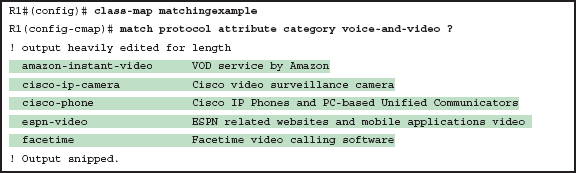 R1#(config)# class-map matchingexample
R1(config-cmap)# match protocol attribute category voice-and-video ?
! output heavily edited for length
amazon-instant-video VOD service by Amazon
cisco-ip-camera Cisco video surveillance camera
cisco-phone Cisco IP Phones and PC-based Unified Communicators
espn-video ESPN related websites and mobile applications video
facetime Facetime video calling software
! Output snipped.